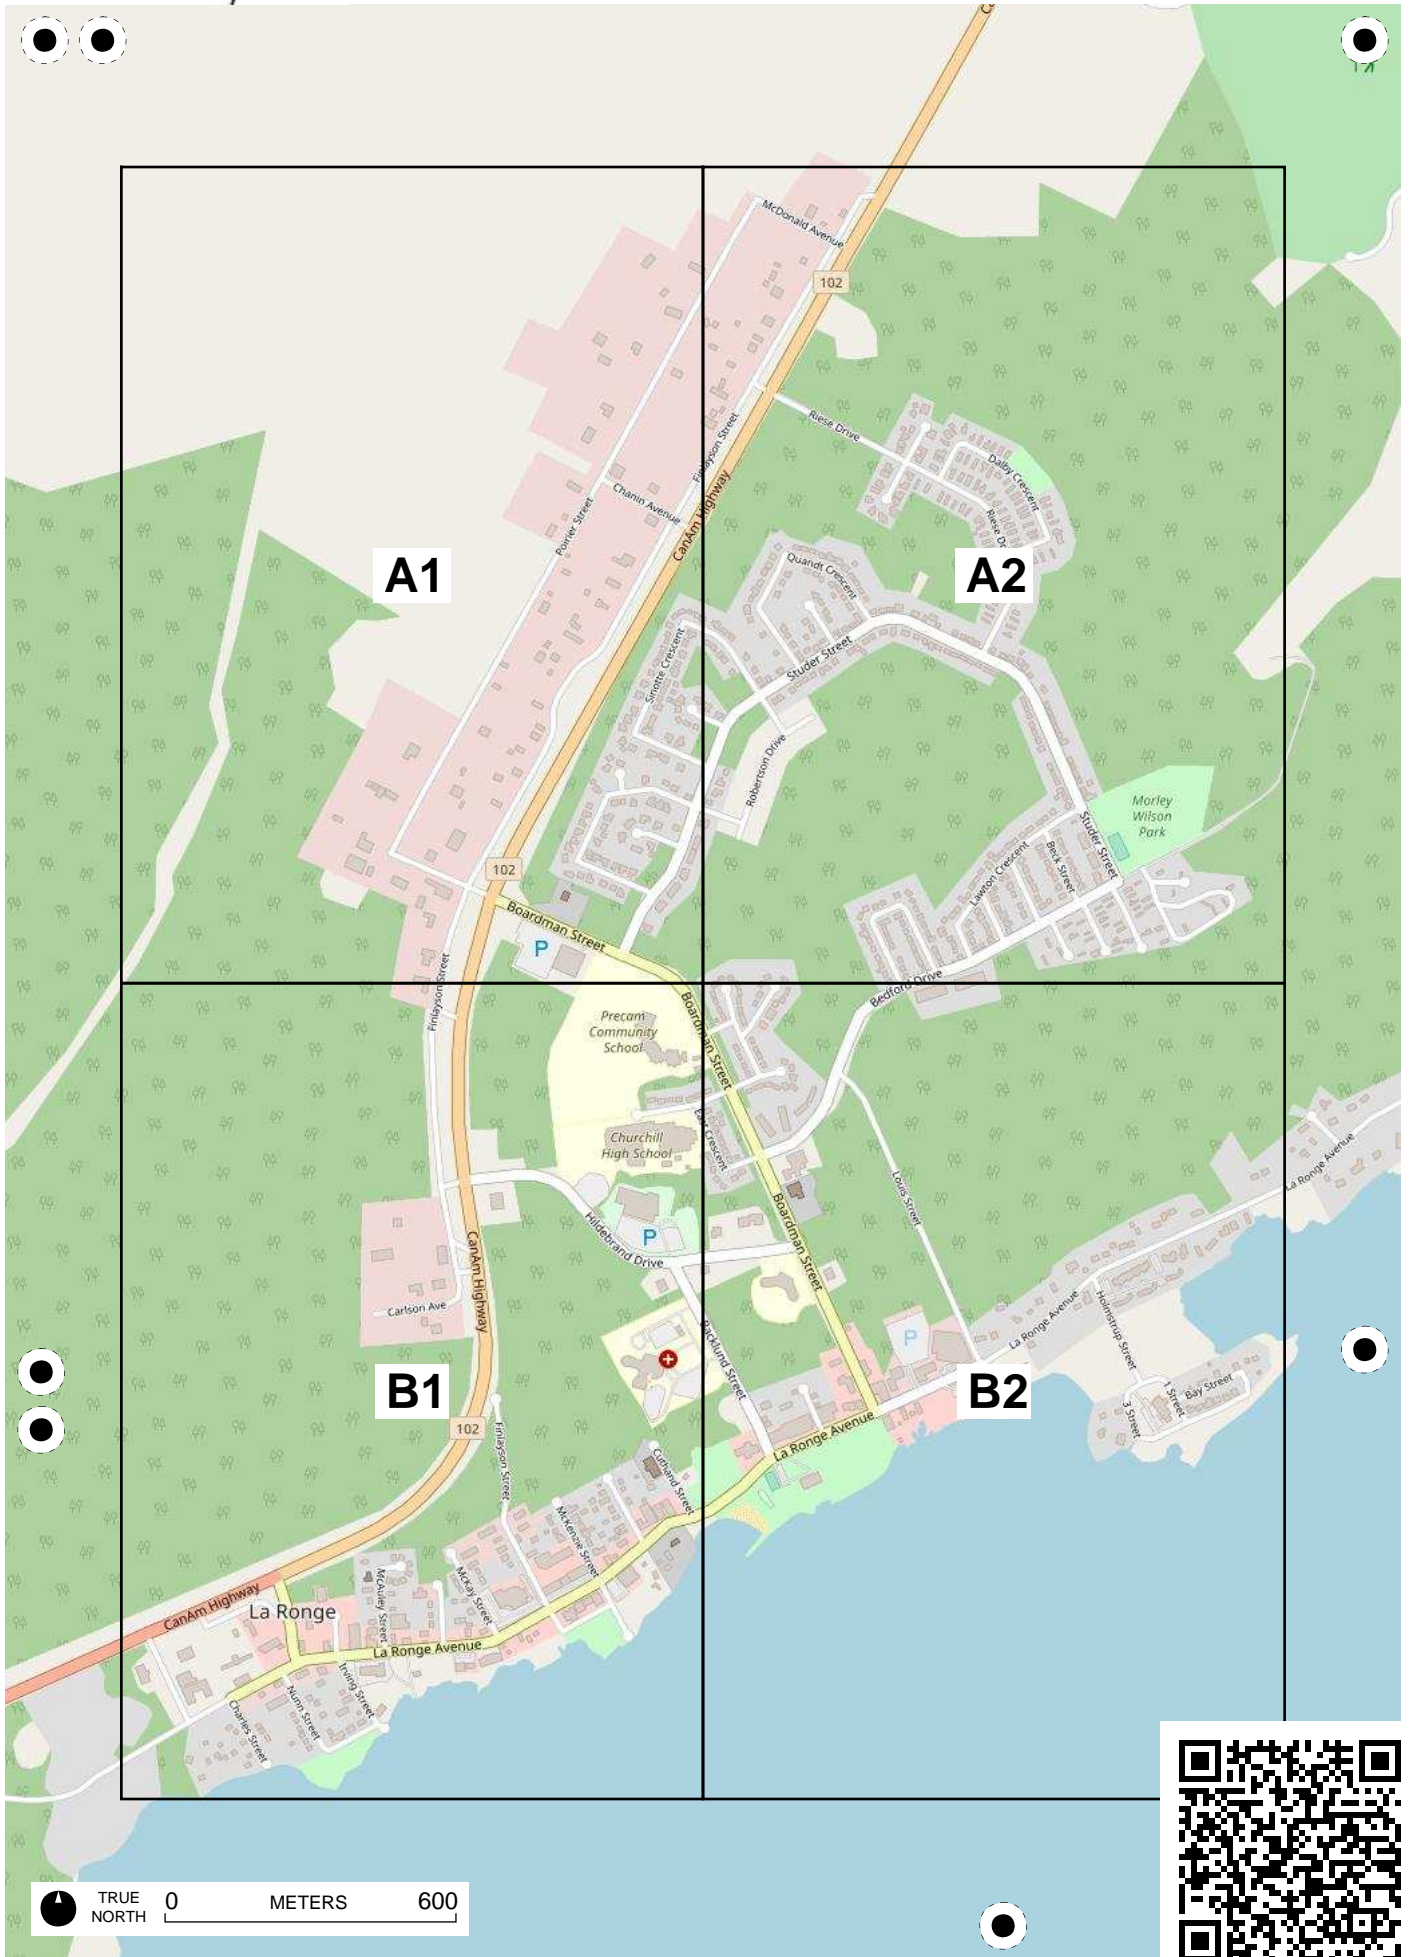 McDonald Avenue
102
Riese Drive
Finlayson Street
Dalby Crescent
CanAm Highway
Chanin Avenue
Poirier Street
A1
Quandt Crescent
A2
Studer Street
Sinotte Crescent
Robertson Drive
Morley
Wilson
Park
Studer Street
Beck Street
Lawton Crescent
102
Boardman Street
P
Bedford Drive
Finlayson Street
Precam
Community
School
Boardman Street
Churchill
High School
Louis Street
La Ronge Avenue
Boardman Street
Hildebrand Drive
P
CanAm Highway
Carlson Ave
Holmstrup Street
La Ronge Avenue
P
Backlund Street
B1
B2
Bay Street
1 Street
3 Street
102
La Ronge Avenue
Finlayson Street
Cuthand Street
McKenzie Street
McKay Street
McAuley Street
CanAm Highway
La Ronge
La Ronge Avenue
Irving Street
Nunn Street
Charles Street
TRUE
NORTH
0 METERS 600